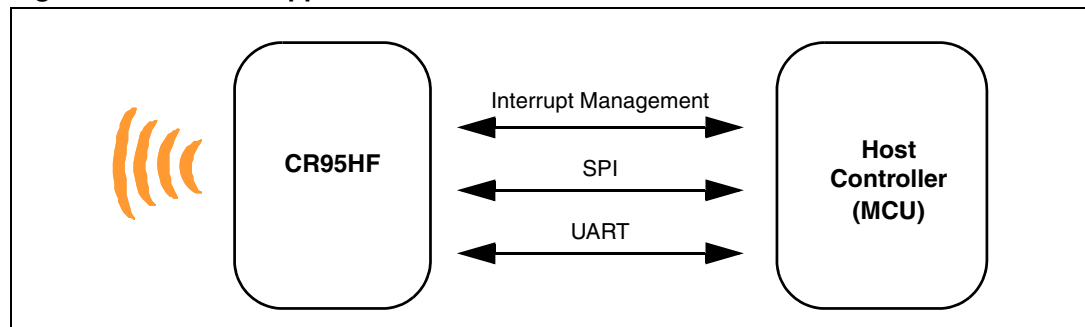 CR95HF
Interrupt Management
SPI
UART
Host
Controller
(MCU)